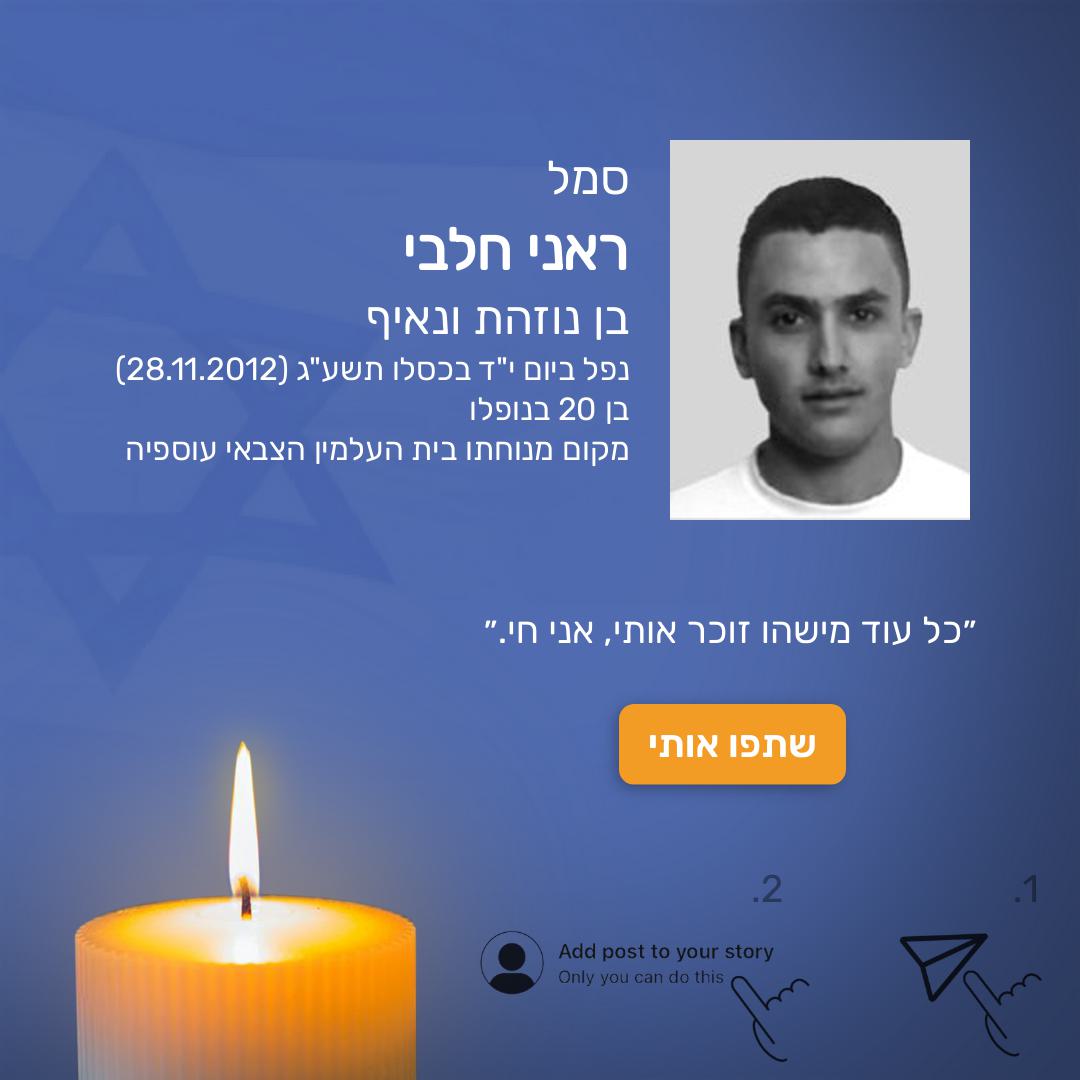 סמל
ראני חלבי
בן נוזהת ונאיף
נפל ביום י"ד בכסלו תשע"ג (28.11.2012)
בן 20 בנופלו
מקום מנוחתו בית העלמין הצבאי עוספיה
״כל עוד מישהו זוכר אותי, אני חי.״
שתפו אותי
1.
2.
Add post to your story
Only you can do this